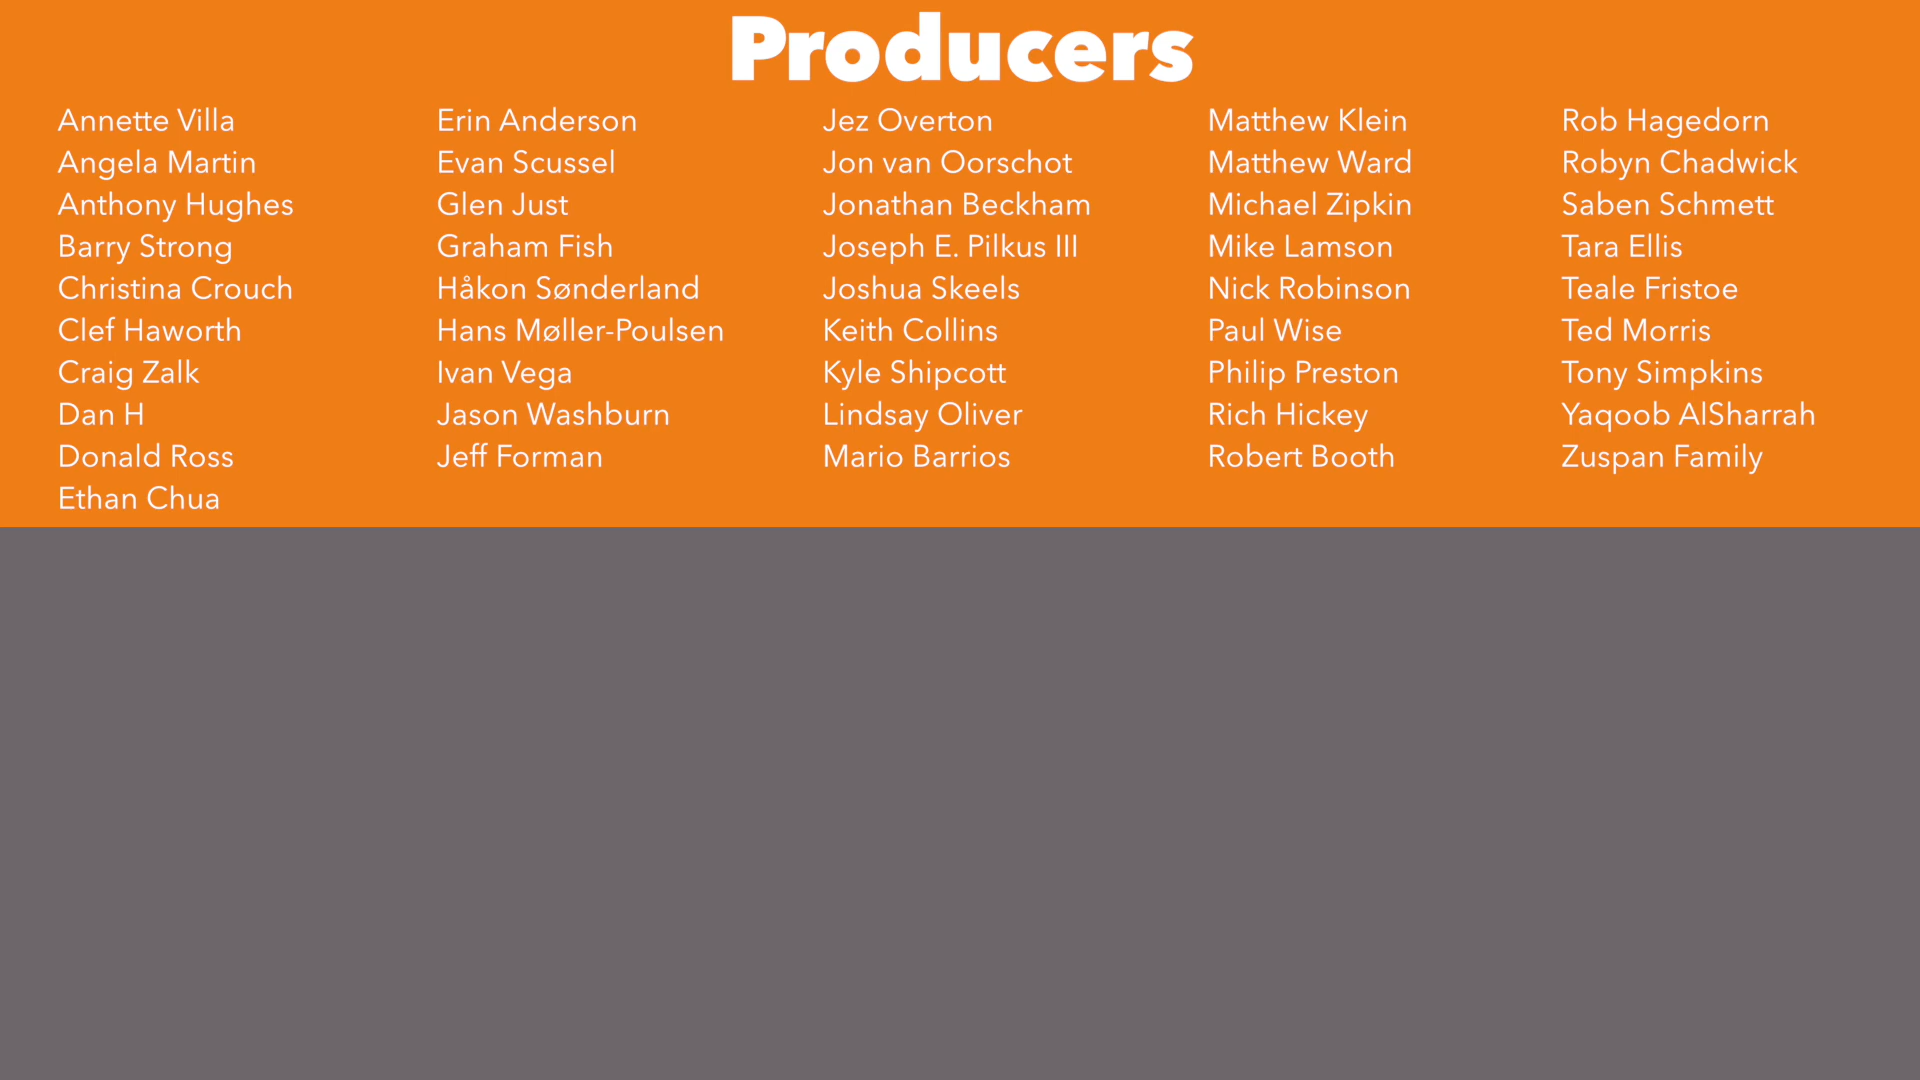 Producers
Annette Villa
Angela Martin
Anthony Hughes
Barry Strong
Christina Crouch
Clef Haworth
Craig Zalk
Dan H
Donald Ross
Ethan Chua
Erin Anderson
Evan Scussel
Glen Just
Graham Fish
Håkon Sønderland
Hans Møller-Poulsen
Ivan Vega
Jason Washburn
Jeff Forman
Jez Overton
Jon van Oorschot
Jonathan Beckham
Joseph E. Pilkus III
Joshua Skeels
Keith Collins
Kyle Shipcott
Lindsay Oliver
Mario Barrios
Matthew Klein
Matthew Ward
Michael Zipkin
Mike Lamson
Nick Robinson
Paul Wise
Philip Preston
Rich Hickey
Robert Booth
Rob Hagedorn
Robyn Chadwick
Saben Schmett
Tara Ellis
Teale Fristoe
Ted Morris
Tony Simpkins
Yaqoob AlSharrah
Zuspan Family